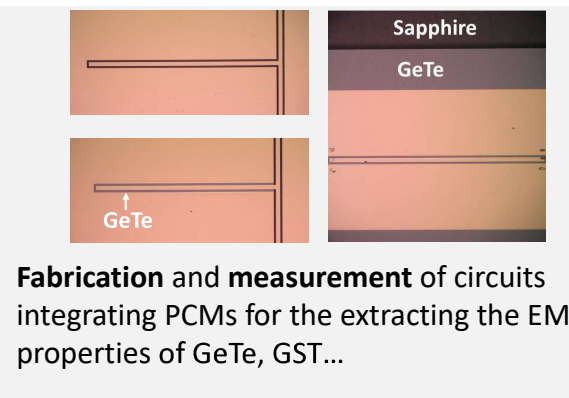 Sapphire
GeTe
GeTe
Fabrication and measurement of circuits
integrating PCMs for the extracting the EM
properties of GeTe, GST…